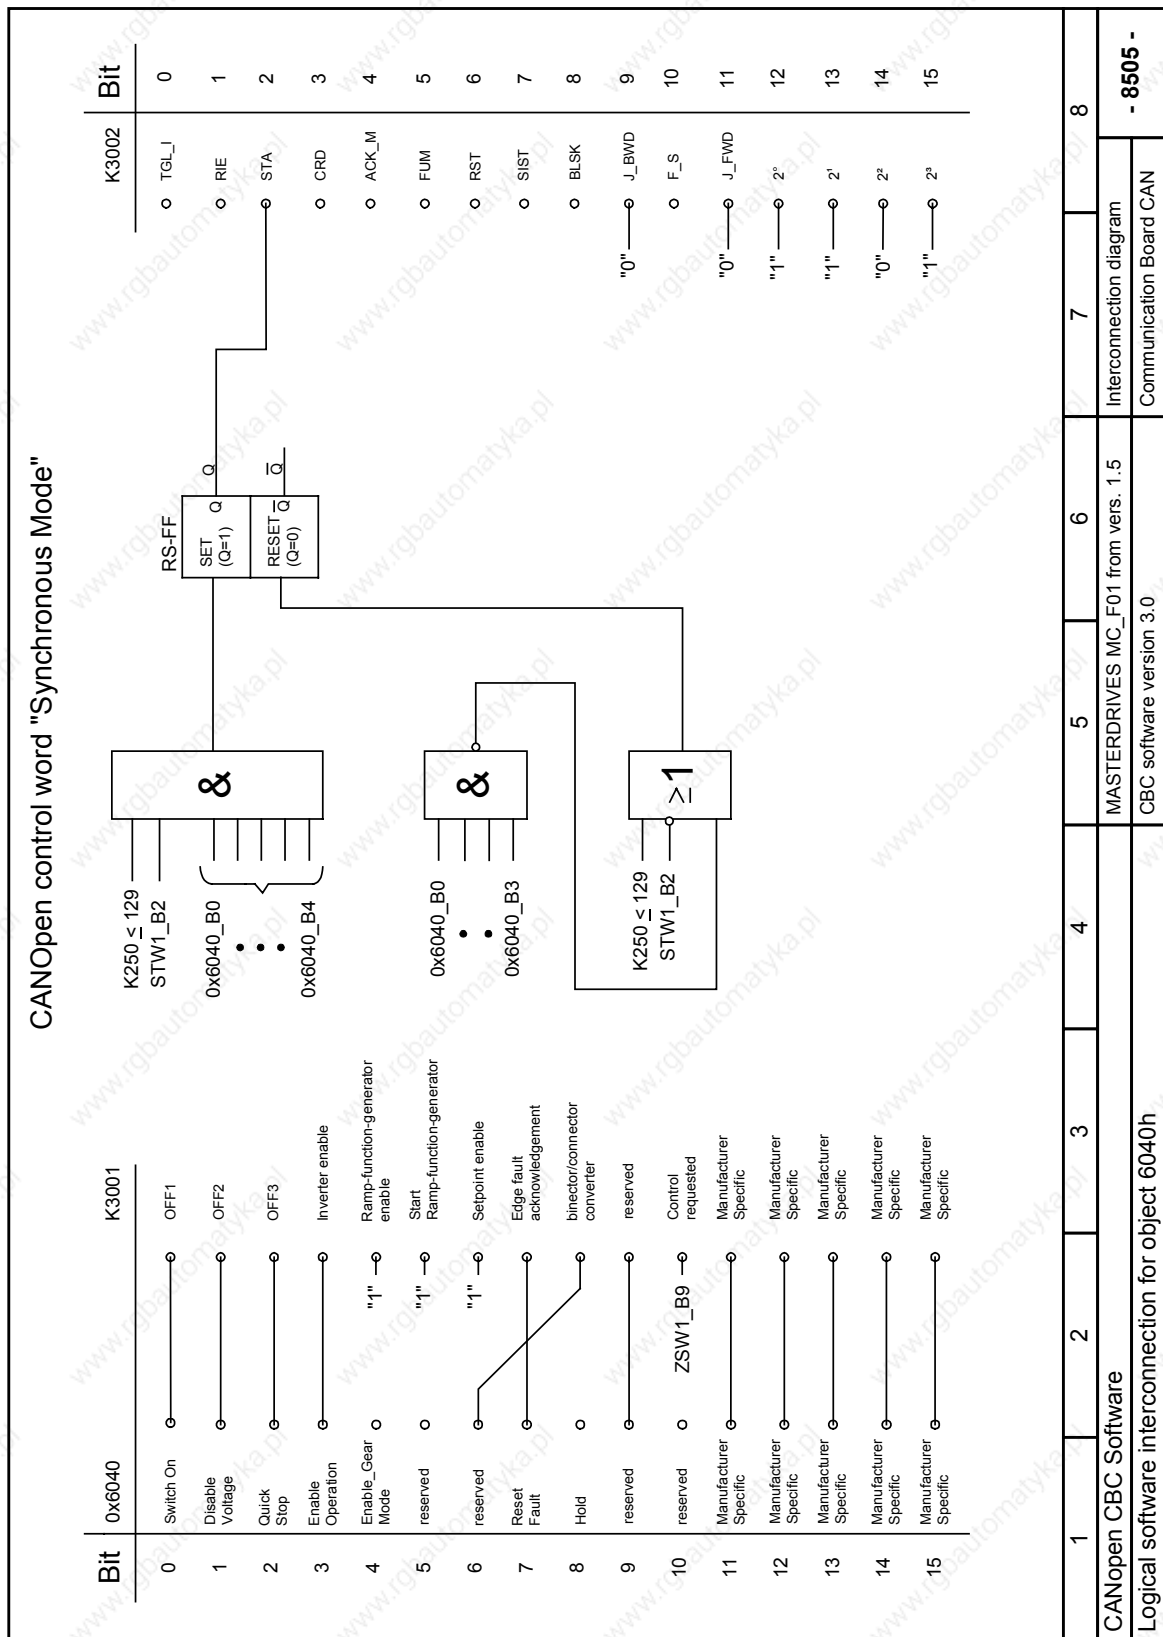 CANOpen control word "Synchronous Mode"
Bit 0x6040 K3001
0 Switch On OFF1
1 Disable Voltage OFF2
2 Quick Stop OFF3
3 Enable Operation Inverter enable
4 Enable_Gear Mode "1" Ramp-function-generator enable
5 reserved "1" Start Ramp-function-generator
6 reserved "1" Setpoint enable
7 Reset Fault Edge fault acknowledgement
8 Hold binector/connector converter
9 reserved reserved
10 reserved ZSW1_B9 Control requested
11 Manufacturer Specific Manufacturer Specific
12 Manufacturer Specific Manufacturer Specific
13 Manufacturer Specific Manufacturer Specific
14 Manufacturer Specific Manufacturer Specific
15 Manufacturer Specific Manufacturer Specific
K250 ≤ 129
STW1_B2
0x6040_B0
0x6040_B4
&
0x6040_B0
0x6040_B3
&
K250 ≤ 129
STW1_B2
≥1
RS-FF
SET Q
(Q=1)
RESET Q̅
(Q=0)
Q
Q̅
K3002 Bit
TGL_I 0
RIE 1
STA 2
CRD 3
ACK_M 4
FUM 5
RST 6
SIST 7
BLSK 8
"0" J_BWD 9
F_S 10
"0" J_FWD 11
"1" 2° 12
"1" 2¹ 13
"0" 2² 14
"1" 2³ 15
1 2 3 4 5 6 7 8
CANopen CBC Software MASTERDRIVES MC_F01 from vers. 1.5 Interconnection diagram - 8505 -
Logical software interconnection for object 6040h CBC software version 3.0 Communication Board CAN
www.rgbautomatyka.pl